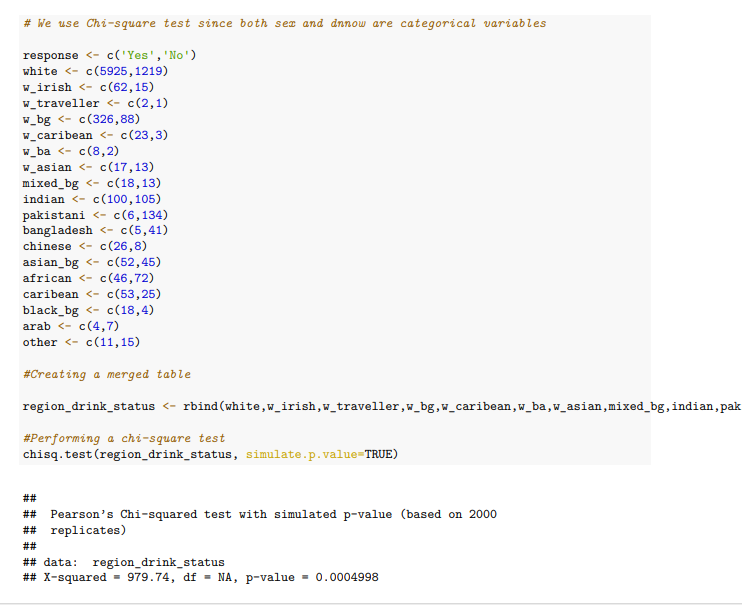 # We use Chi-square test since both sex and dnnow are categorical variables
response <- c('Yes','No')
white <- c(5925,1219)
w_irish <- c(62,15)
w_traveller <- c(2,1)
w_bg <- c(326,88)
w_caribean <- c(23,3)
w_ba <- c(8,2)
w_asian <- c(17,13)
mixed_bg <- c(18,13)
indian <- c(100,105)
pakistani <- c(6,134)
bangladesh <- c(5,41)
chinese <- c(26,8)
asian_bg <- c(52,45)
african <- c(46,72)
caribean <- c(53,25)
black_bg <- c(18,4)
arab <- c(4,7)
other <- c(11,15)
#Creating a merged table
region_drink_status <- rbind(white,w_irish,w_traveller,w_bg,w_caribean,w_ba,w_asian,mixed_bg,indian,pak
#Performing a chi-square test
chisq.test(region_drink_status, simulate.p.value=TRUE)
##
## Pearson's Chi-squared test with simulated p-value (based on 2000
## replicates)
##
## data: region_drink_status
## X-squared = 979.74, df = NA, p-value = 0.0004998